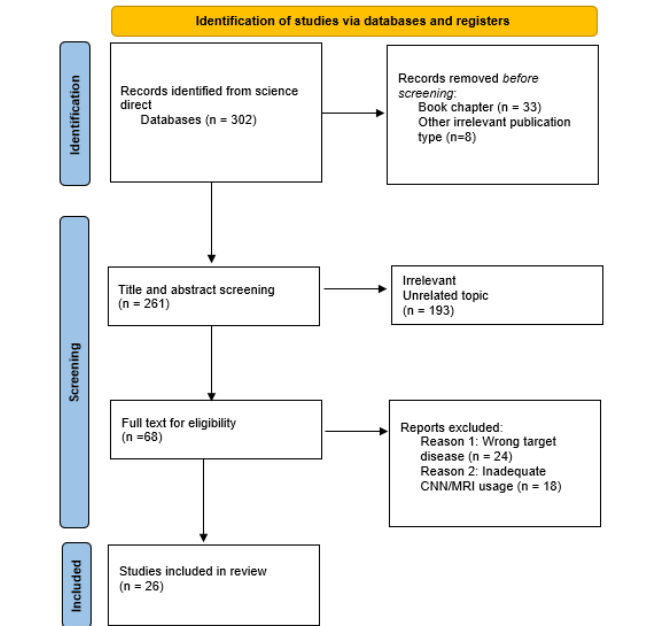 Identification of studies via databases and registers
Identification
Records identified from science
direct
Databases (n = 302)
Records removed before
screening:
Book chapter (n = 33)
Other irrelevant publication
type (n=8)
Screening
Title and abstract screening
(n = 261)
Irrelevant
Unrelated topic
(n = 193)
Full text for eligibility
(n =68)
Reports excluded:
Reason 1: Wrong target
disease (n = 24)
Reason 2: Inadequate
CNN/MRI usage (n = 18)
Included
Studies included in review
(n = 26)